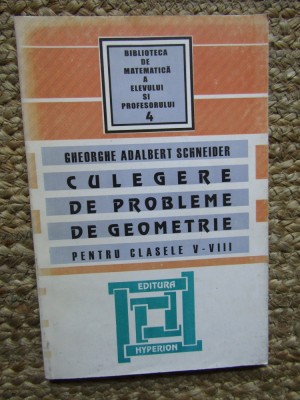 BIBLIOTECA
DE
MATEMATICĂ
A
ELEVULUI
ȘI
PROFESORULUI
4
GHEORGHE ADALBERT SCHNEIDER
CULEGERE
DE PROBLEME
DE GEOMETRIE
PENTRU CLASELE V-VIII
EDITURA
HYPERION